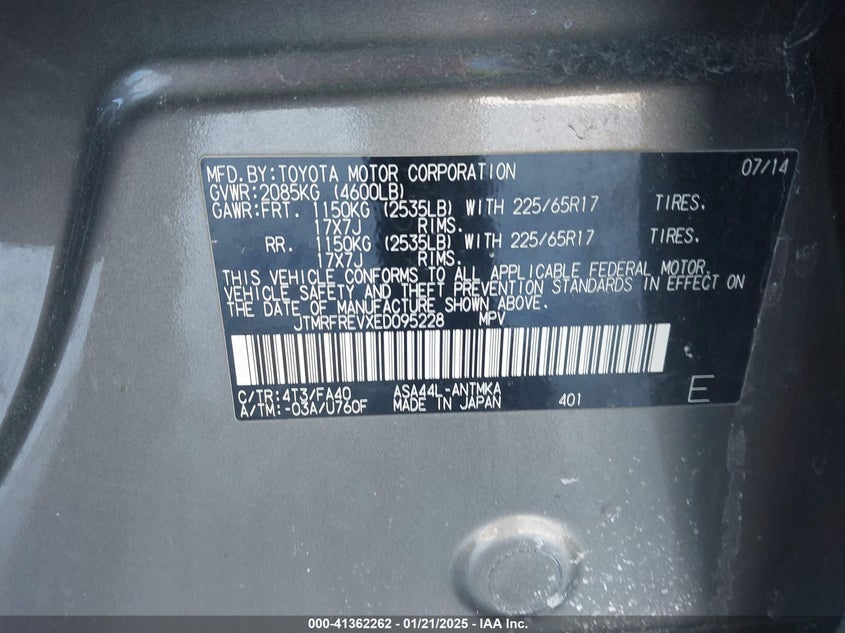 MFD.BY:TOYOTA MOTOR CORPORATION 07/14
GVWR:2085KG (4600LB)
GAWR:FRT. 1150KG (2535LB) WITH 225/65R17 TIRES.
17X7J RIMS.
RR. 1150KG (2535LB) WITH 225/65R17 TIRES.
17X7J RIMS.
THIS VEHICLE CONFORMS TO ALL APPLICABLE FEDERAL MOTOR
VEHICLE SAFETY AND THEFT PREVENTION STANDARDS IN EFFECT ON
THE DATE OF MANUFACTURE SHOWN ABOVE.
JTMRFREVXED095228 MPV
C/TR:4T3/FA40 ASA44L-ANTMKA
A/TM:-03A/U760F MADE IN JAPAN 401 E
000-41362262 - 01/21/2025 - IAA Inc.